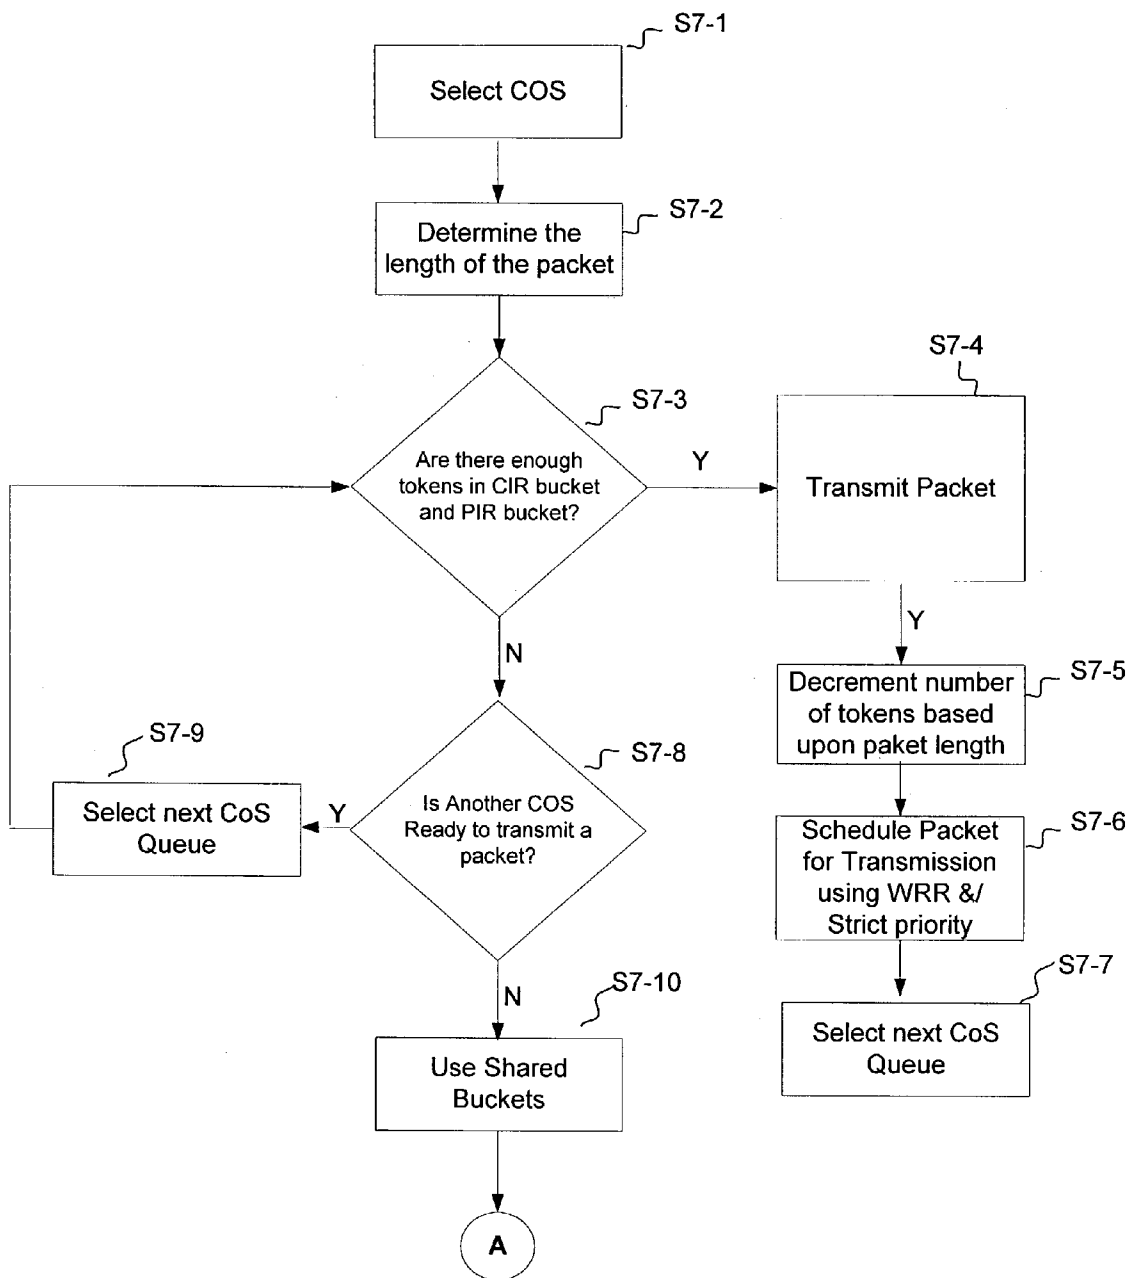 S7-1
Select COS
S7-2
Determine the
length of the packet
S7-3
Are there enough
tokens in CIR bucket
and PIR bucket?
Y
S7-4
Transmit Packet
Y
S7-5
Decrement number
of tokens based
upon paket length
S7-6
Schedule Packet
for Transmission
using WRR &/
Strict priority
S7-7
Select next CoS
Queue
N
S7-8
Is Another COS
Ready to transmit a
packet?
Y
S7-9
Select next CoS
Queue
N
S7-10
Use Shared
Buckets
A